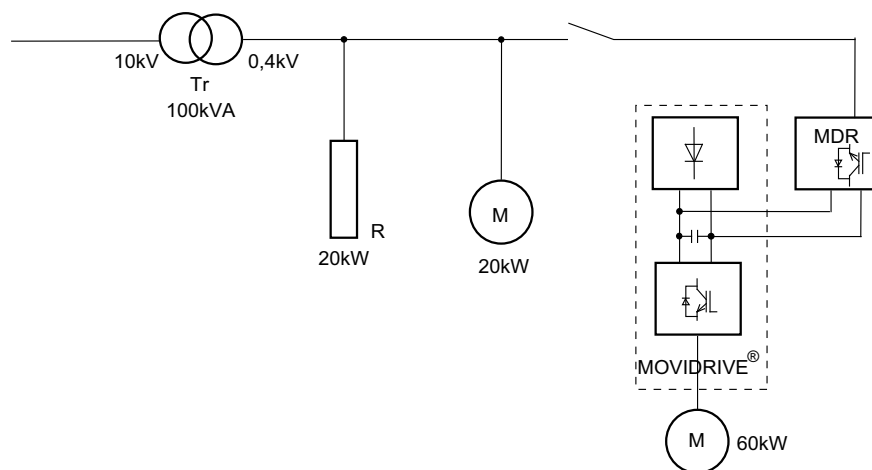 10kV
0,4kV
Tr
100kVA
MDR
M
R
20kW
20kW
MOVIDRIVE®
M
60kW